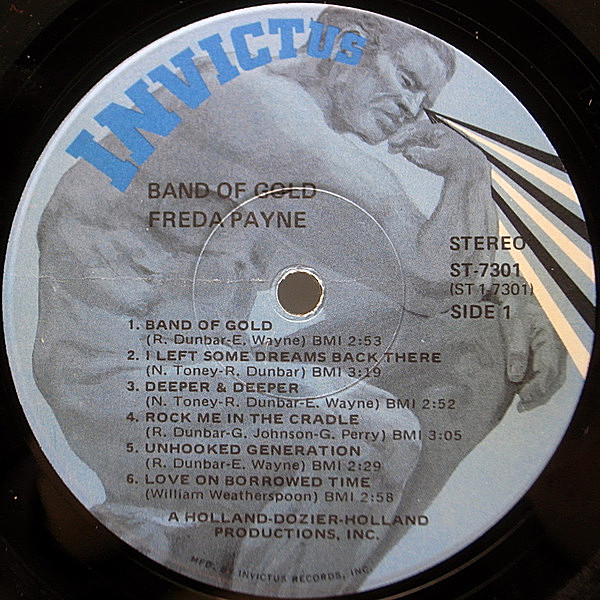 INVICTUS
BAND OF GOLD
FREDA PAYNE
STEREO
ST-7301
(ST 1-7301)
SIDE 1
1. BAND OF GOLD
(R. Dunbar-E. Wayne) BMI 2:53
2. I LEFT SOME DREAMS BACK THERE
(N. Toney-R. Dunbar) BMI 3:19
3. DEEPER & DEEPER
(N. Toney-R. Dunbar-E. Wayne) BMI 2:52
4. ROCK ME IN THE CRADLE
(R. Dunbar-G. Johnson-G. Perry) BMI 3:05
5. UNHOOKED GENERATION
(R. Dunbar-E. Wayne) BMI 2:29
6. LOVE ON BORROWED TIME
(William Weatherspoon) BMI 2:58
A HOLLAND-DOZIER-HOLLAND
PRODUCTIONS, INC.
MFD. BY INVICTUS RECORDS, INC.